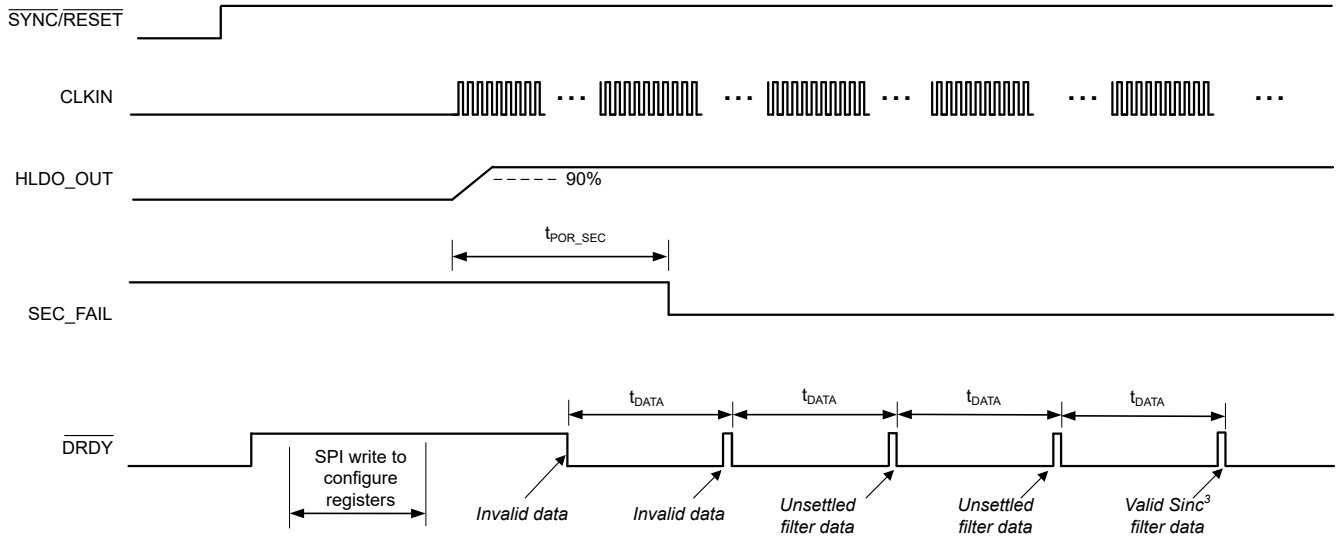 SYNC/RESET
CLKIN
... ... ... ... ...
HLDO_OUT
90%
tPOR_SEC
SEC_FAIL
tDATA tDATA tDATA tDATA
DRDY
SPI write to
configure
registers
Invalid data
Invalid data
Unsettled
filter data
Unsettled
filter data
Valid Sinc³
filter data